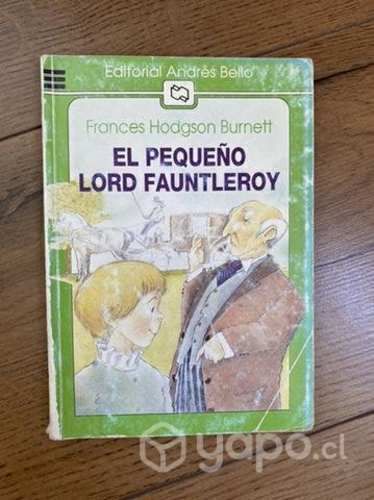 Editorial Andrés Bello
Frances Hodgson Burnett
EL PEQUEÑO
LORD FAUNTLEROY
yapo.cl